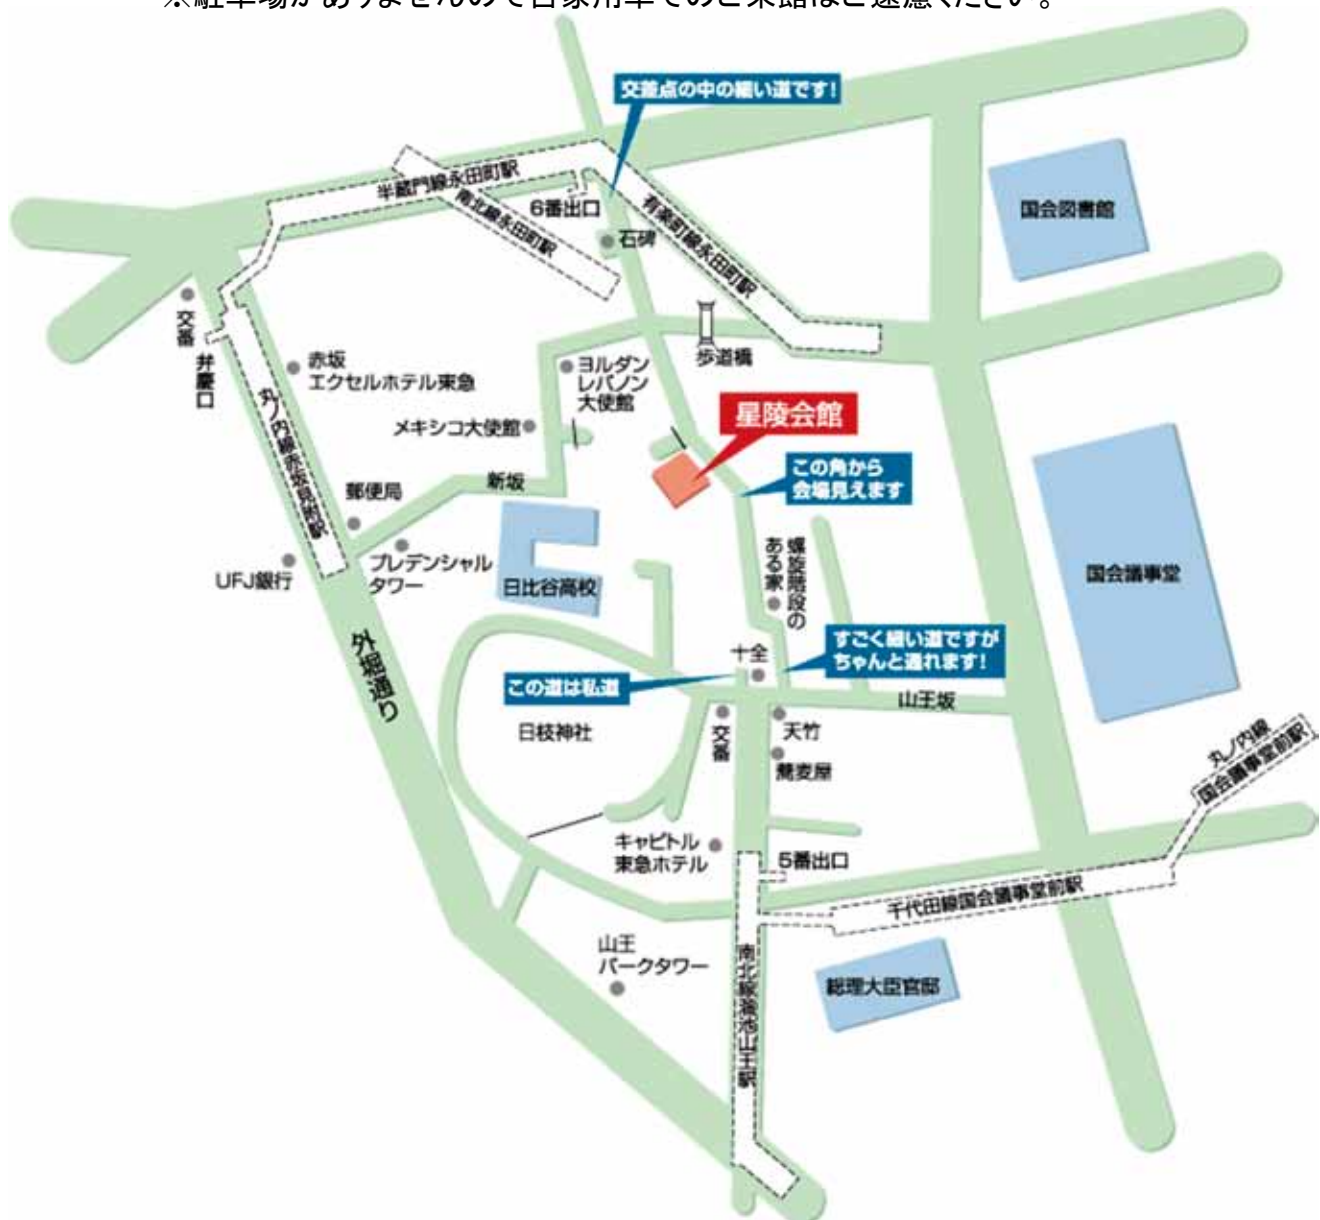 ※駐車場がありませんので自家用車でのご来館はご遠慮ください。
交差点の中の細い道です!
半蔵門線永田町駅
南北線永田町駅
6番出口
石碑
有楽町線永田町駅
国会図書館
交番
弁慶口
赤坂
エクセルホテル東急
丸ノ内線赤坂見附駅
歩道橋
ヨルダン
レバノン
大使館
メキシコ大使館
星陵会館
この角から
会場見えます
郵便局
新坂
UFJ銀行
プレデンシャル
タワー
日比谷高校
螺旋階段の
ある家
国会議事堂
外堀通り
すごく細い道ですが
ちゃんと通れます!
十全
この道は私道
山王坂
日枝神社
交番
天竹
蕎麦屋
丸ノ内線
国会議事堂前駅
キャピトル
東急ホテル
5番出口
千代田線国会議事堂前駅
山王
パークタワー
南北線溜池山王駅
総理大臣官邸